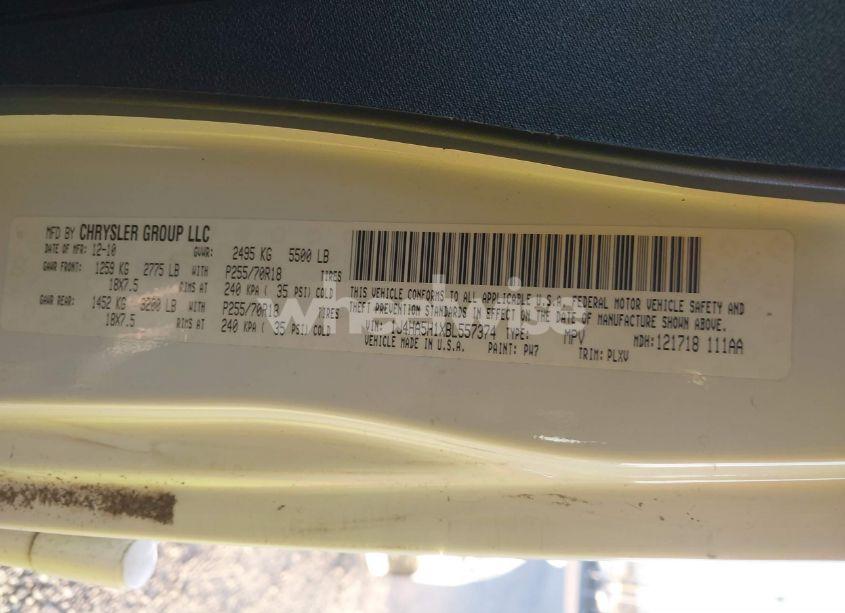 MFD BY CHRYSLER GROUP LLC
DATE OF MFR: 12-10 GVWR: 2495 KG 5500 LB
GAWR FRONT: 1259 KG 2775 LB WITH P255/70R18 TIRES
18X7.5 RIMS AT 240 KPA ( 35 PSI) COLD
GAWR REAR: 1452 KG 3200 LB WITH P255/70R18 TIRES
18X7.5 RIMS AT 240 KPA ( 35 PSI) COLD
THIS VEHICLE CONFORMS TO ALL APPLICABLE U.S.A. FEDERAL MOTOR VEHICLE SAFETY AND
THEFT PREVENTION STANDARDS IN EFFECT ON THE DATE OF MANUFACTURE SHOWN ABOVE.
VIN: 1J4HA5H1XBL557374 TYPE: MPV MDH: 121718 111AA
VEHICLE MADE IN U.S.A. PAINT: PW7 TRIM: PLXV